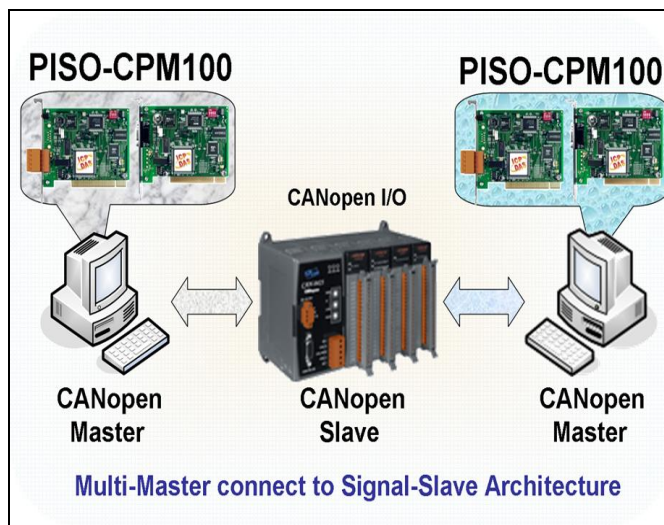 PISO-CPM100
PISO-CPM100
CANopen I/O
CANopen
Master
CANopen
Slave
CANopen
Master
Multi-Master connect to Signal-Slave Architecture